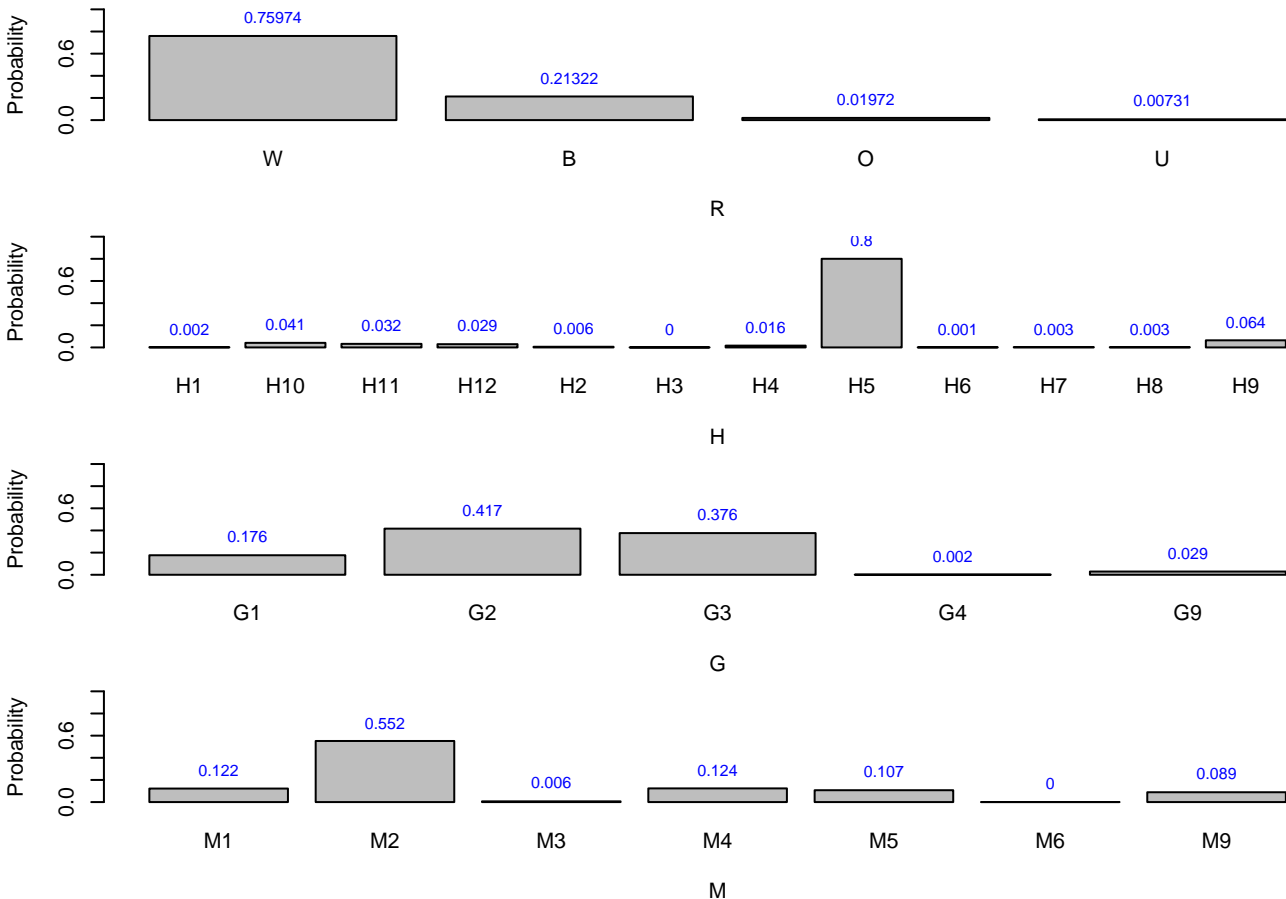 Probability
0.6
0.0
0.75974 0.21322 0.01972 0.00731
W B O U
R
Probability
0.6
0.0
0.002 0.041 0.032 0.029 0.006 0 0.016 0.8 0.001 0.003 0.003 0.064
H1 H10 H11 H12 H2 H3 H4 H5 H6 H7 H8 H9
H
Probability
0.6
0.0
0.176 0.417 0.376 0.002 0.029
G1 G2 G3 G4 G9
G
Probability
0.6
0.0
0.122 0.552 0.006 0.124 0.107 0 0.089
M1 M2 M3 M4 M5 M6 M9
M